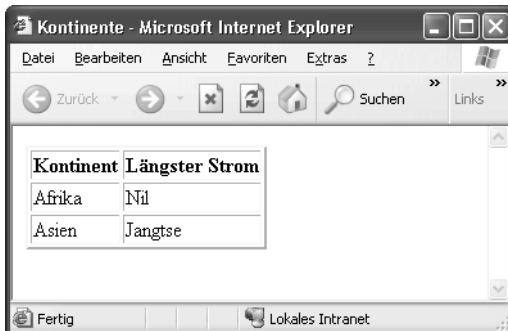 Kontinente - Microsoft Internet Explorer
Datei Bearbeiten Ansicht Favoriten Extras ?
Zurück Suchen » Links »
Kontinent Längster Strom
Afrika Nil
Asien Jangtse
Fertig Lokales Intranet